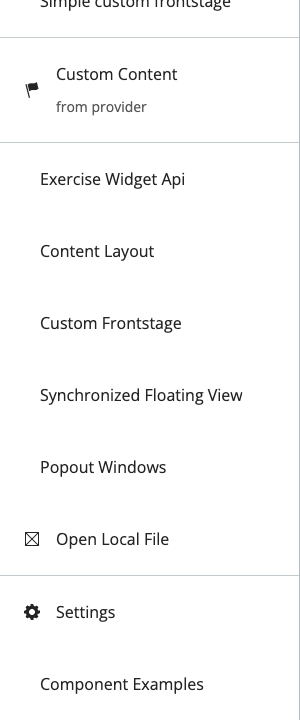 Simple custom frontstage
Custom Content
from provider
Exercise Widget Api
Content Layout
Custom Frontstage
Synchronized Floating View
Popout Windows
Open Local File
Settings
Component Examples